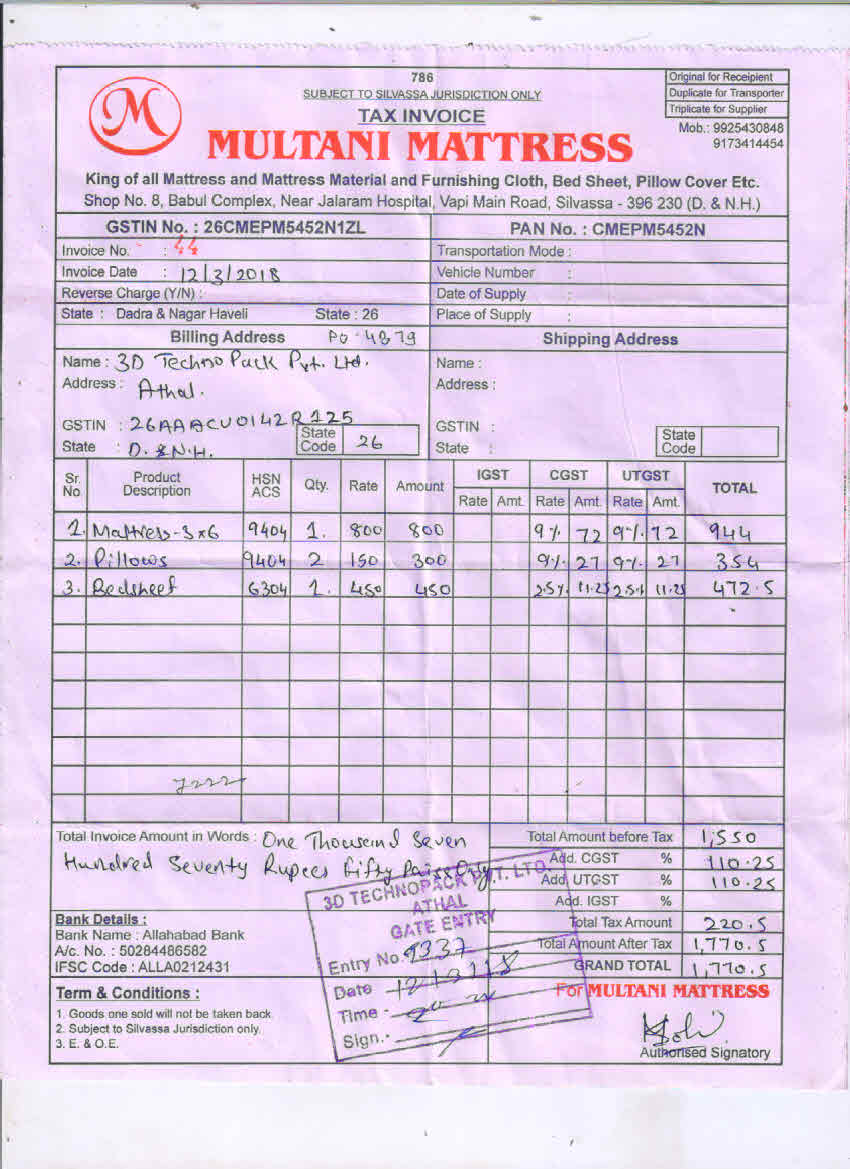 786
SUBJECT TO SILVASSA JURISDICTION ONLY
TAX INVOICE
Original for Receipient
Duplicate for Transporter
Triplicate for Supplier
Mob.: 9925430848
9173414454
M
MULTANI MATTRESS
King of all Mattress and Mattress Material and Furnishing Cloth, Bed Sheet, Pillow Cover Etc.
Shop No. 8, Babul Complex, Near Jalaram Hospital, Vapi Main Road, Silvassa - 396 230 (D. & N.H.)
GSTIN No. : 26CMEPM5452N1ZL PAN No. : CMEPM5452N
Invoice No. : 44 Transportation Mode :
Invoice Date : 12/3/2018 Vehicle Number :
Reverse Charge (Y/N) : Date of Supply :
State : Dadra & Nagar Haveli State : 26 Place of Supply :
Billing Address PO-4879 Shipping Address
Name : 3D Techno Pack Pvt. Ltd. Name :
Address : Athal. Address :
GSTIN : 26AAACU0142R1Z5 GSTIN :
State : D. & N.H. State Code 26 State : State Code
Sr. No. Product Description HSN ACS Qty. Rate Amount IGST CGST UTGST TOTAL
Rate Amt. Rate Amt. Rate Amt.
1. Mattress-3x6 9404 1. 800 800 9% 72 9% 72 944
2. Pillows 9404 2 150 300 9% 27 9% 27 354
3. Bedsheet 6304 1. 450 450 2.5% 11.25 2.5% 11.25 472.5
Total Invoice Amount in Words : One Thousand Seven
Hundred Seventy Rupees fifty Paiss Only.
Total Amount before Tax 1,550
Add. CGST % 110.25
Add. UTGST % 110.25
Add. IGST %
Total Tax Amount 220.5
Total Amount After Tax 1,770.5
GRAND TOTAL 1,770.5
Bank Details :
Bank Name : Allahabad Bank
A/c. No. : 50284486582
IFSC Code : ALLA0212431
3D TECHNOPACK PVT. LTD.
ATHAL
GATE ENTRY
Entry No. 9337
Date - 12/3/18
Time -
Sign.-
Term & Conditions :
1. Goods one sold will not be taken back.
2. Subject to Silvassa Jurisdiction only.
3. E. & O.E.
For MULTANI MATTRESS
Authorised Signatory